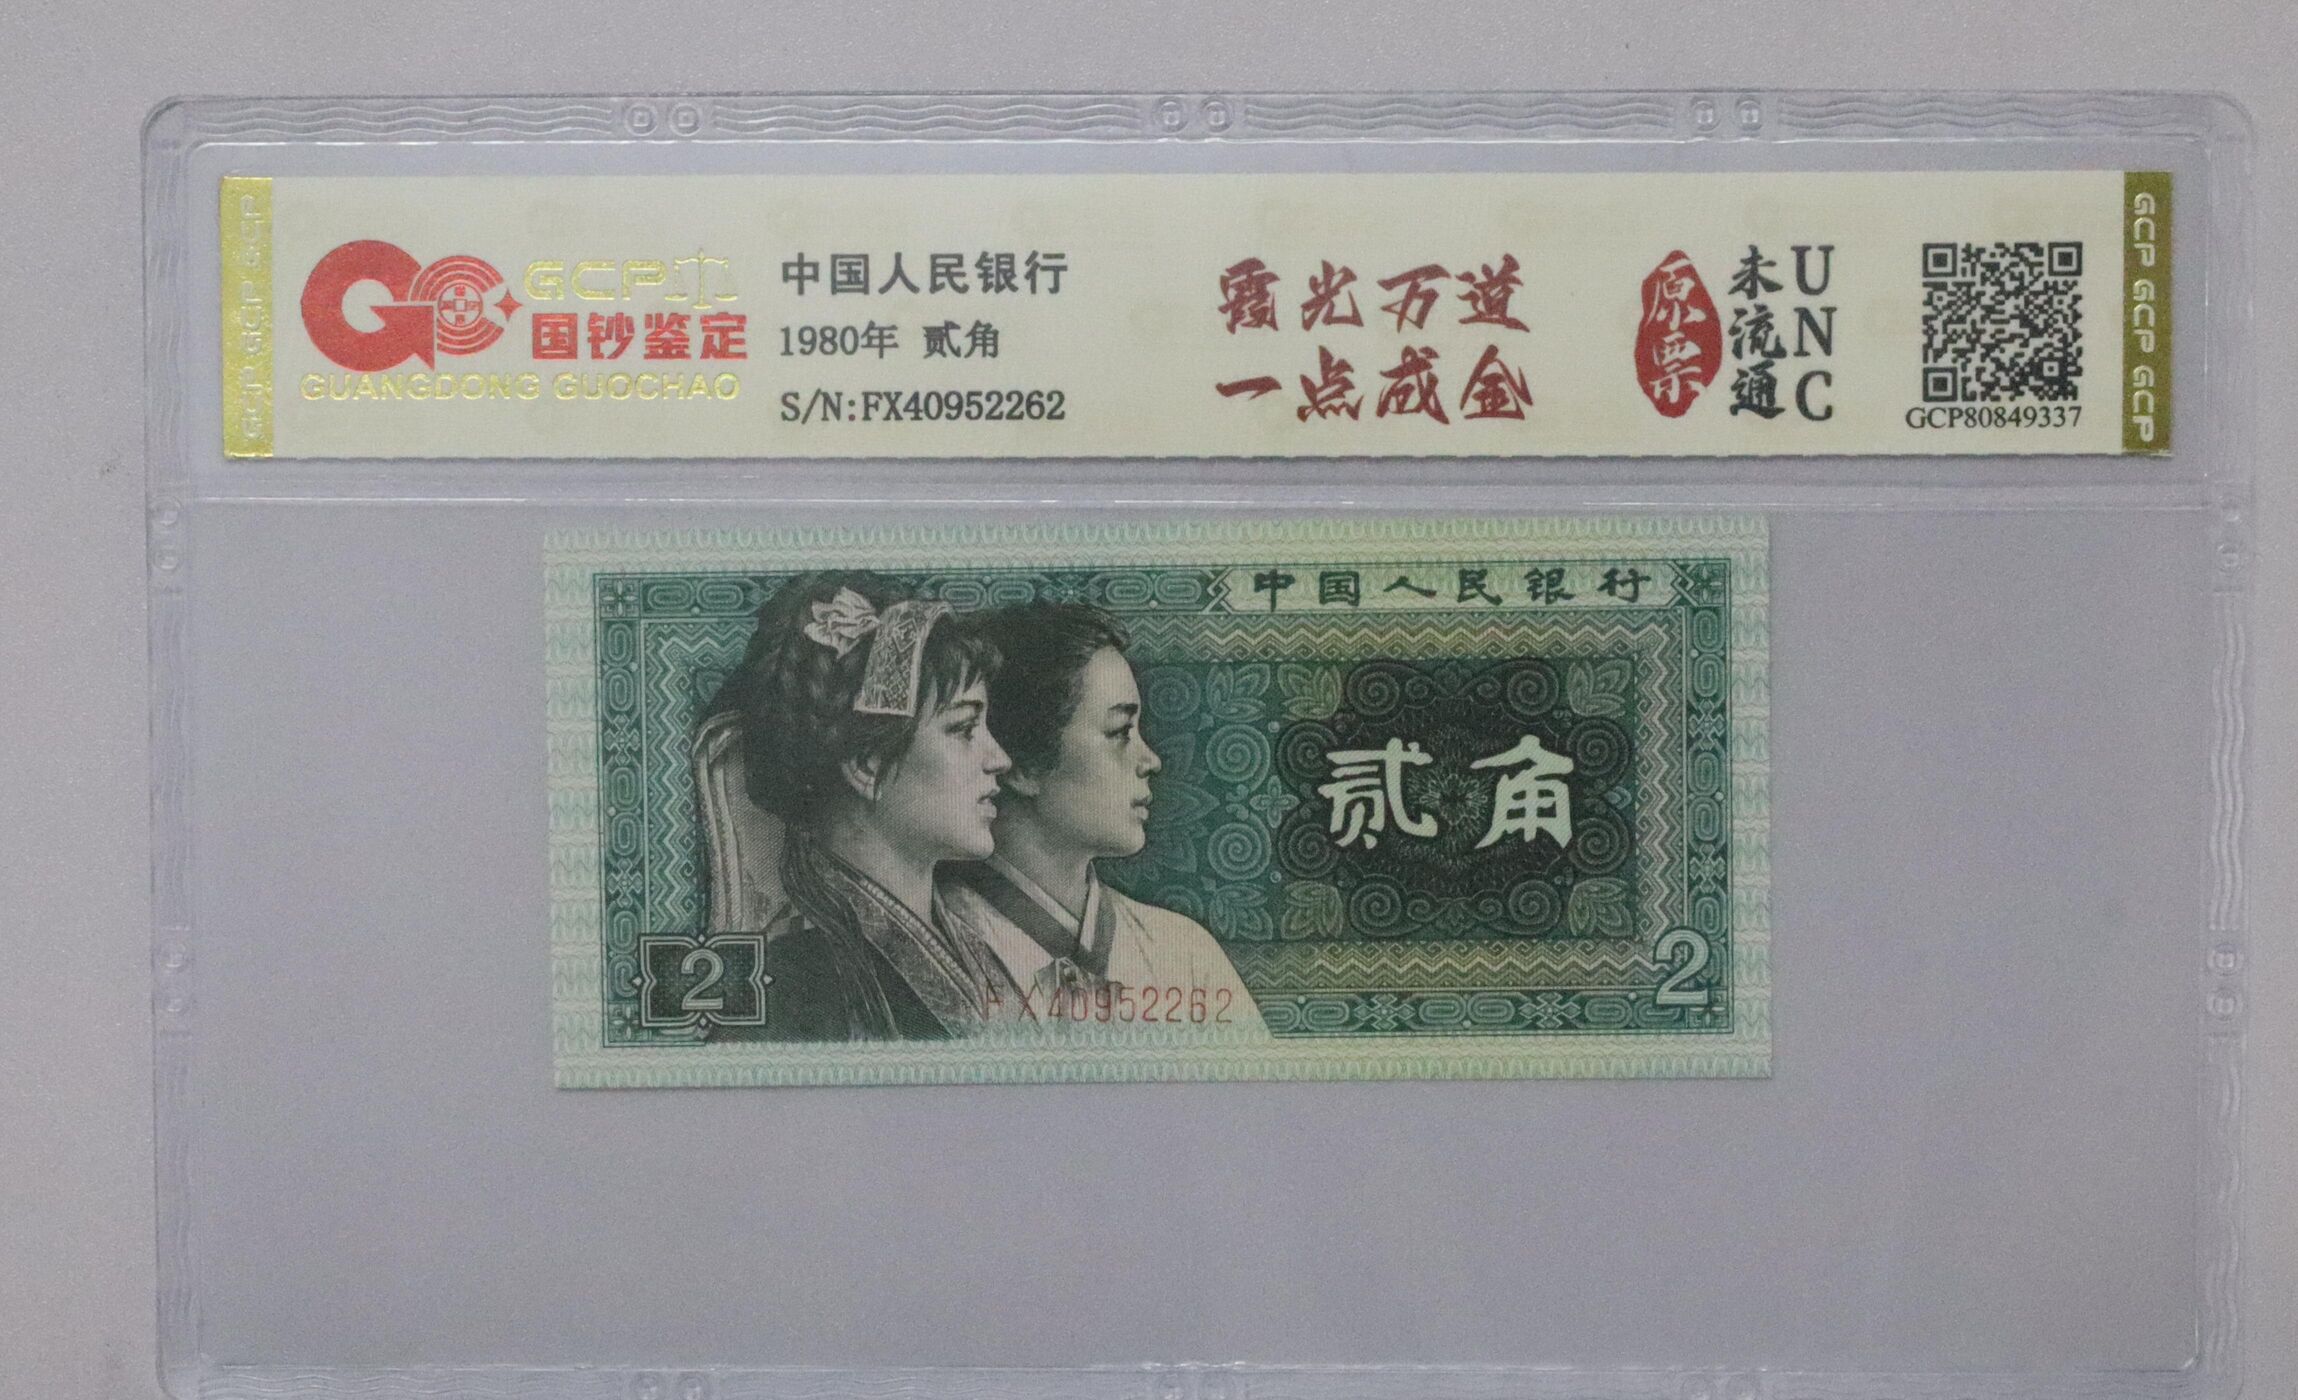 GCP GCP GCP
GCP
国钞鉴定
GUANGDONG GUOCHAO
中国人民银行
1980年 贰角
S/N:FX40952262
霞光万道
一点成金
原票
未流通
UNC
GCP80849337
GCP GCP GCP
中国人民银行
贰角
2
FX40952262
2